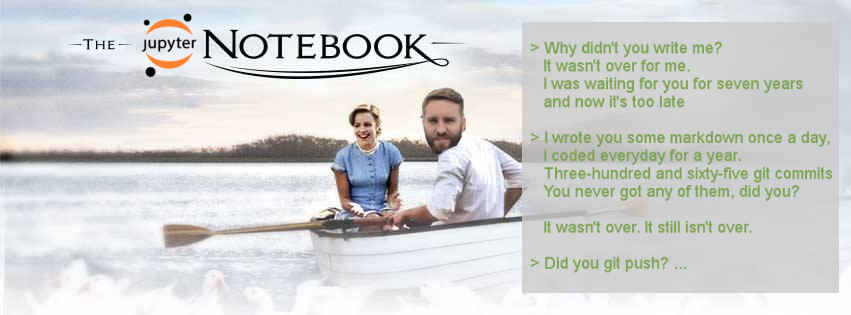 THE jupyter NOTEBOOK
> Why didn't you write me?
It wasn't over for me.
I was waiting for you for seven years
and now it's too late
> I wrote you some markdown once a day,
I coded everyday for a year.
Three-hundred and sixty-five git commits
You never got any of them, did you?
It wasn't over. It still isn't over.
> Did you git push? ...